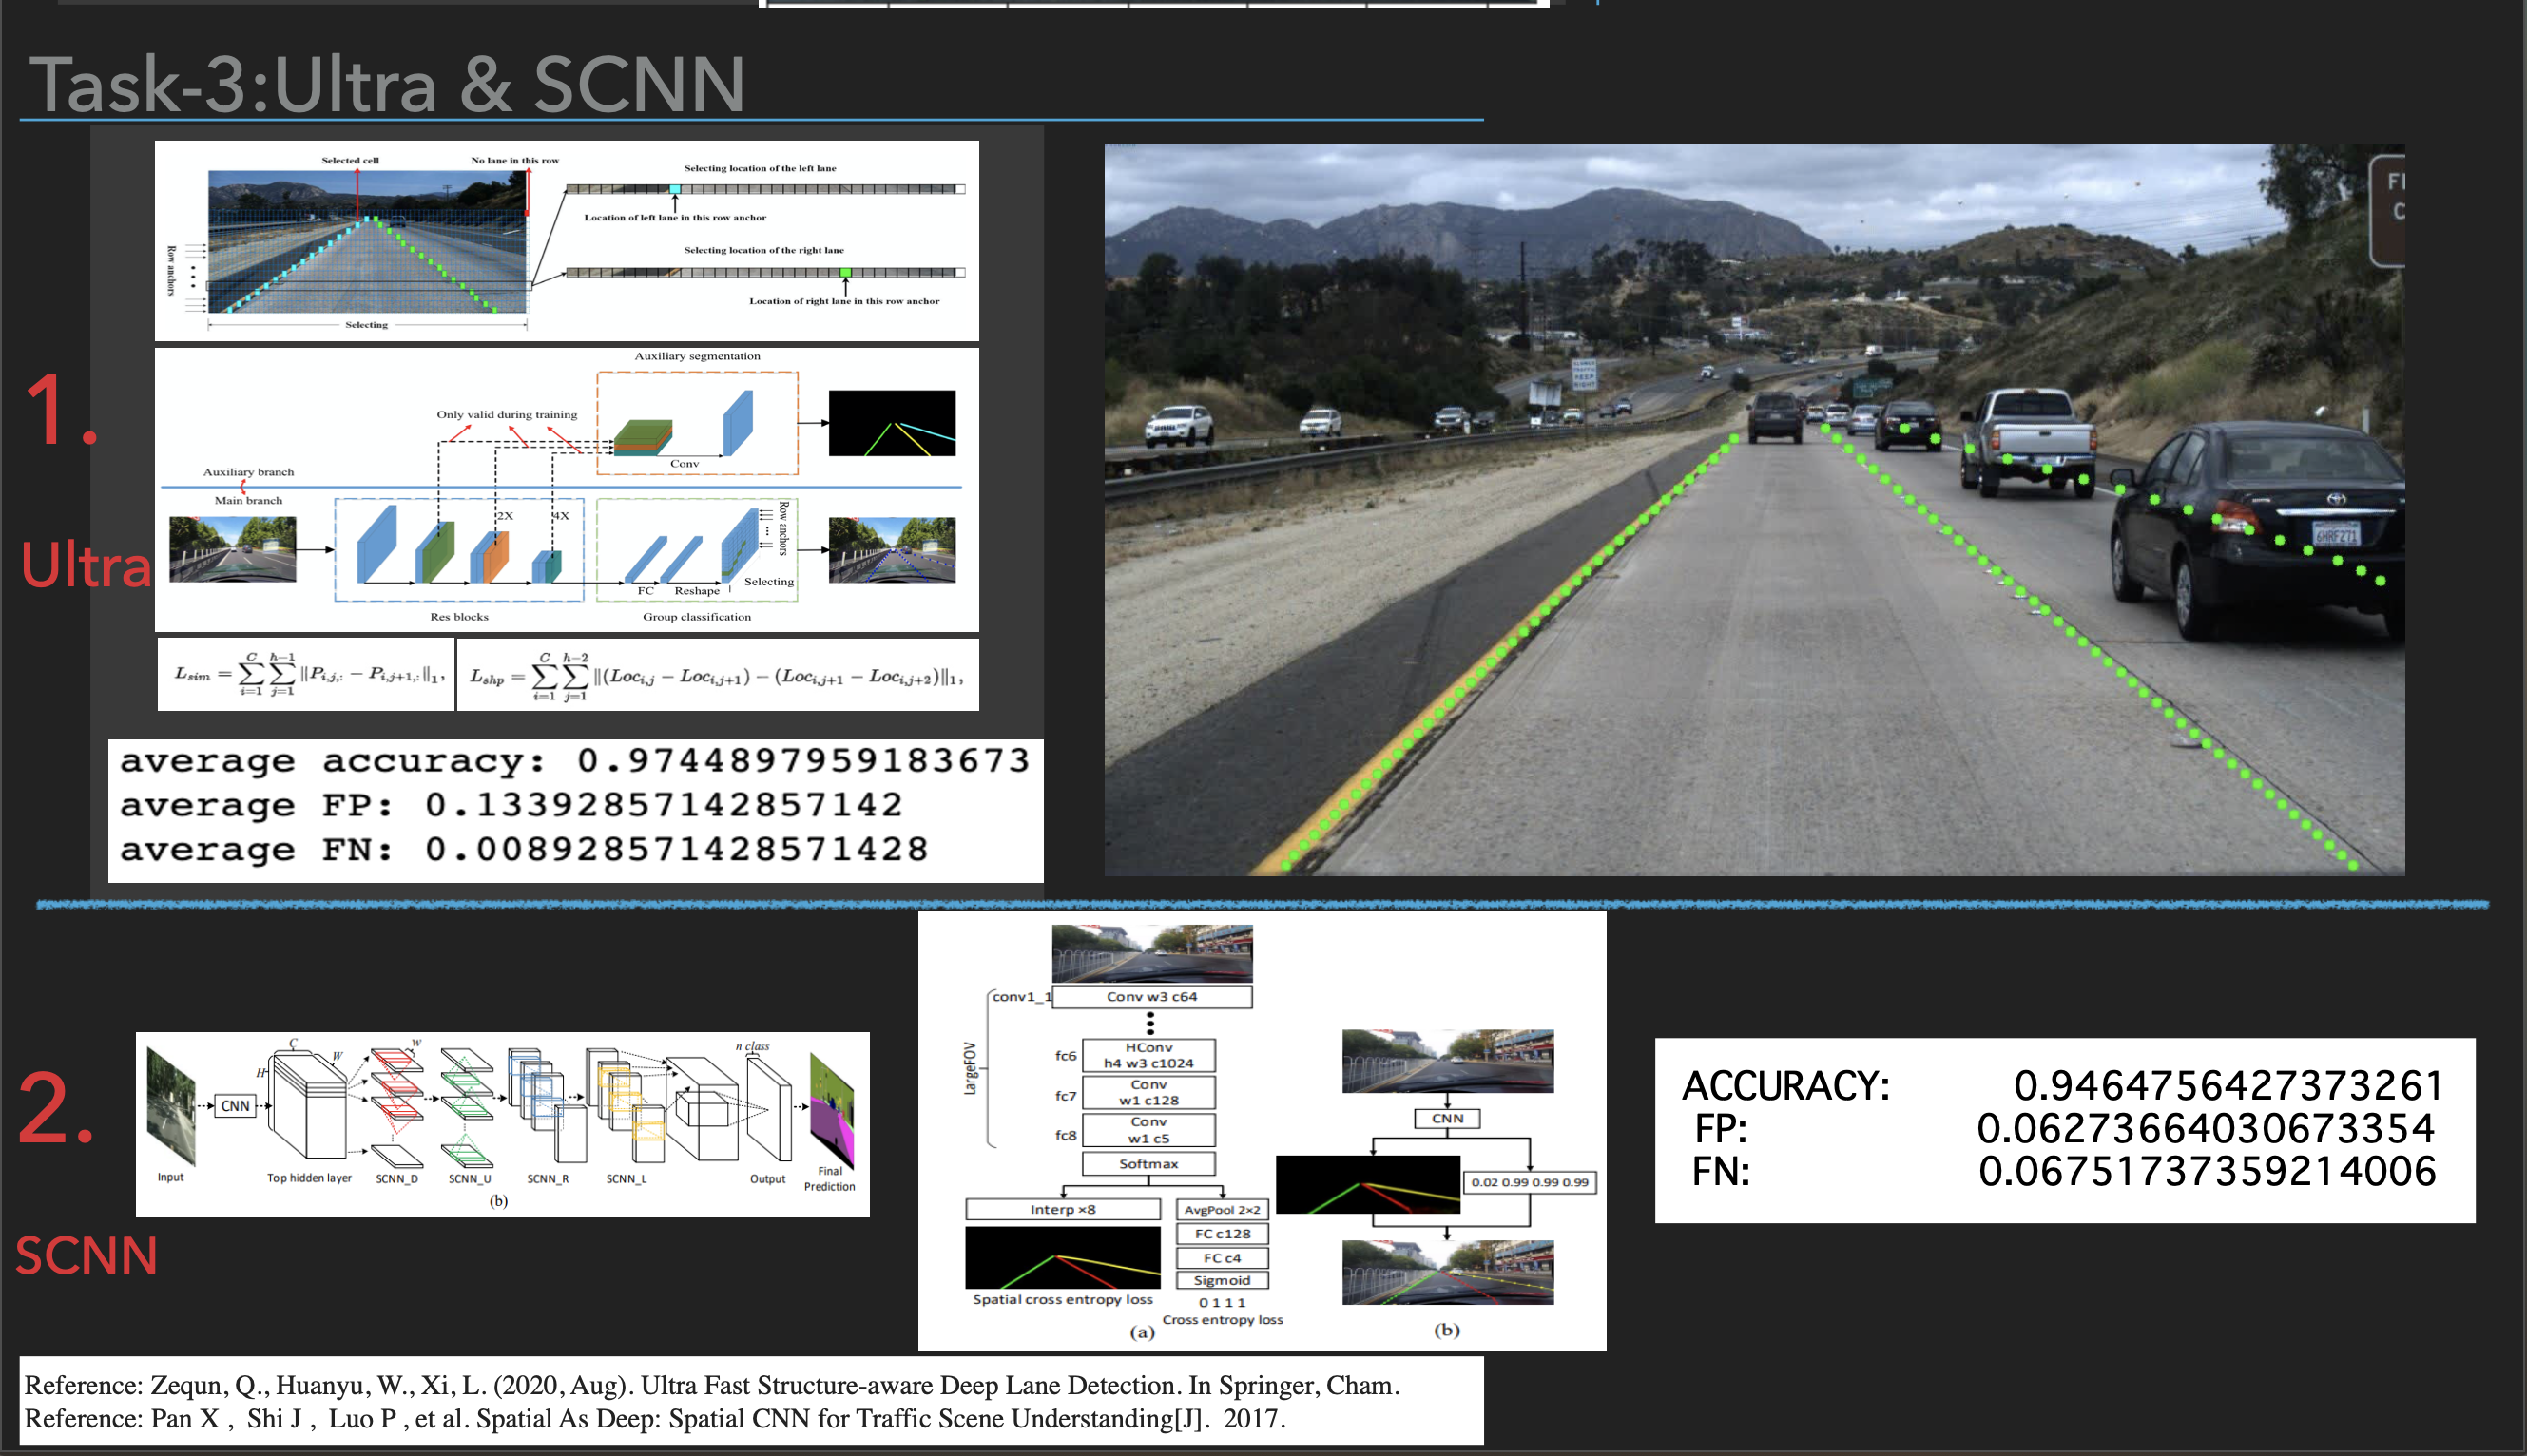 Task-3:Ultra & SCNN
1.
Ultra
Selected cell
No lane in this row
Selecting location of the left lane
Location of left lane in this row anchor
Selecting location of the right lane
Location of right lane in this row anchor
Row anchors
Selecting
Auxiliary segmentation
Only valid during training
Conv
Auxiliary branch
Main branch
2X
4X
Row anchors
FC
Reshape
Selecting
Res blocks
Group classification
L_{sim} = \sum_{i=1}^{C} \sum_{j=1}^{h-1} \|P_{i,j,:} - P_{i,j+1,:}\|_1,
L_{shp} = \sum_{i=1}^{C} \sum_{j=1}^{h-2} \|(Loc_{i,j} - Loc_{i,j+1}) - (Loc_{i,j+1} - Loc_{i,j+2})\|_1,
average accuracy: 0.9744897959183673
average FP: 0.13392857142857142
average FN: 0.008928571428571428
KEEP
RIGHT
6HRF271
2.
SCNN
C
W
H
w
n class
CNN
Input
Top hidden layer
SCNN_D
SCNN_U
SCNN_R
SCNN_L
Output
Final
Prediction
(b)
LargeFOV
conv1_1
Conv w3 c64
fc6
HConv
h4 w3 c1024
fc7
Conv
w1 c128
fc8
Conv
w1 c5
Softmax
Interp ×8
AvgPool 2×2
FC c128
FC c4
Sigmoid
Spatial cross entropy loss
0 1 1 1
Cross entropy loss
(a)
CNN
0.02 0.99 0.99 0.99
(b)
ACCURACY: 0.9464756427373261
FP: 0.06273664030673354
FN: 0.067517373592140​06
Reference: Zequn, Q., Huanyu, W., Xi, L. (2020, Aug). Ultra Fast Structure-aware Deep Lane Detection. In Springer, Cham.
Reference: Pan X , Shi J , Luo P , et al. Spatial As Deep: Spatial CNN for Traffic Scene Understanding[J]. 2017.